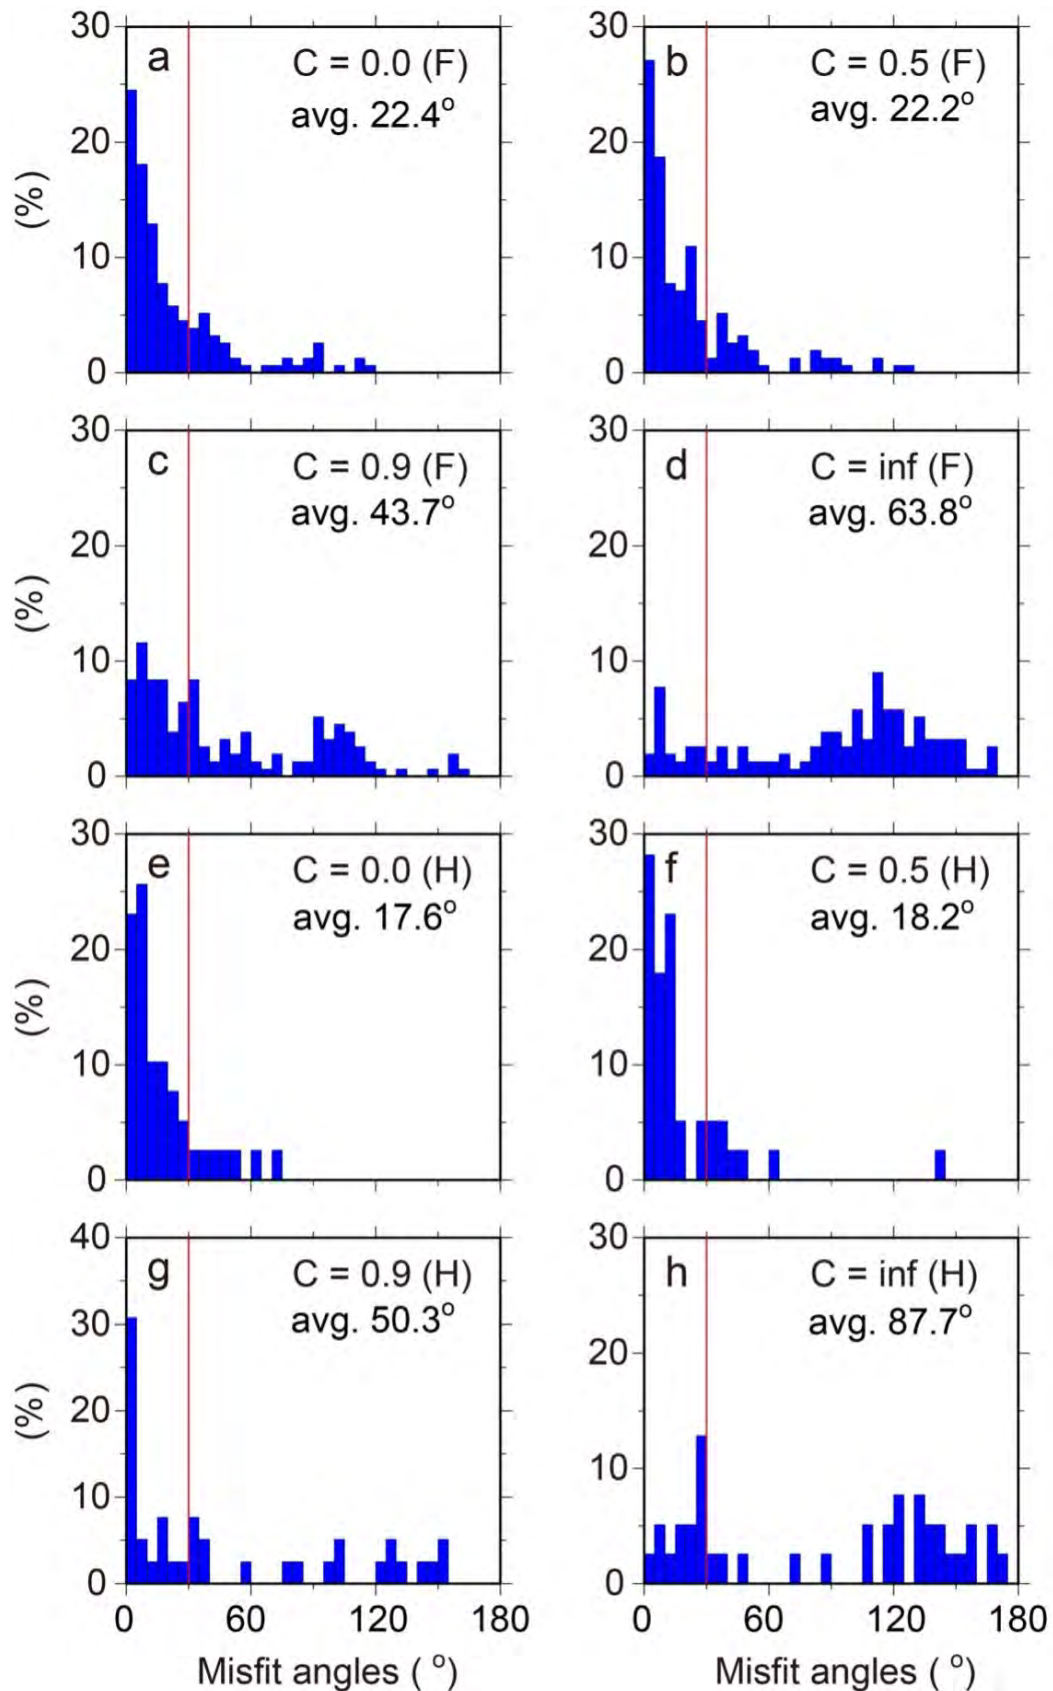 30
20
10
0
(%)
a
C = 0.0 (F)
avg. 22.4°
30
20
10
0
b
C = 0.5 (F)
avg. 22.2°
30
20
10
0
(%)
c
C = 0.9 (F)
avg. 43.7°
30
20
10
0
d
C = inf (F)
avg. 63.8°
30
20
10
0
(%)
e
C = 0.0 (H)
avg. 17.6°
30
20
10
0
f
C = 0.5 (H)
avg. 18.2°
40
30
20
10
0
(%)
g
C = 0.9 (H)
avg. 50.3°
0 60 120 180
Misfit angles ( °)
30
20
10
0
h
C = inf (H)
avg. 87.7°
0 60 120 180
Misfit angles ( °)